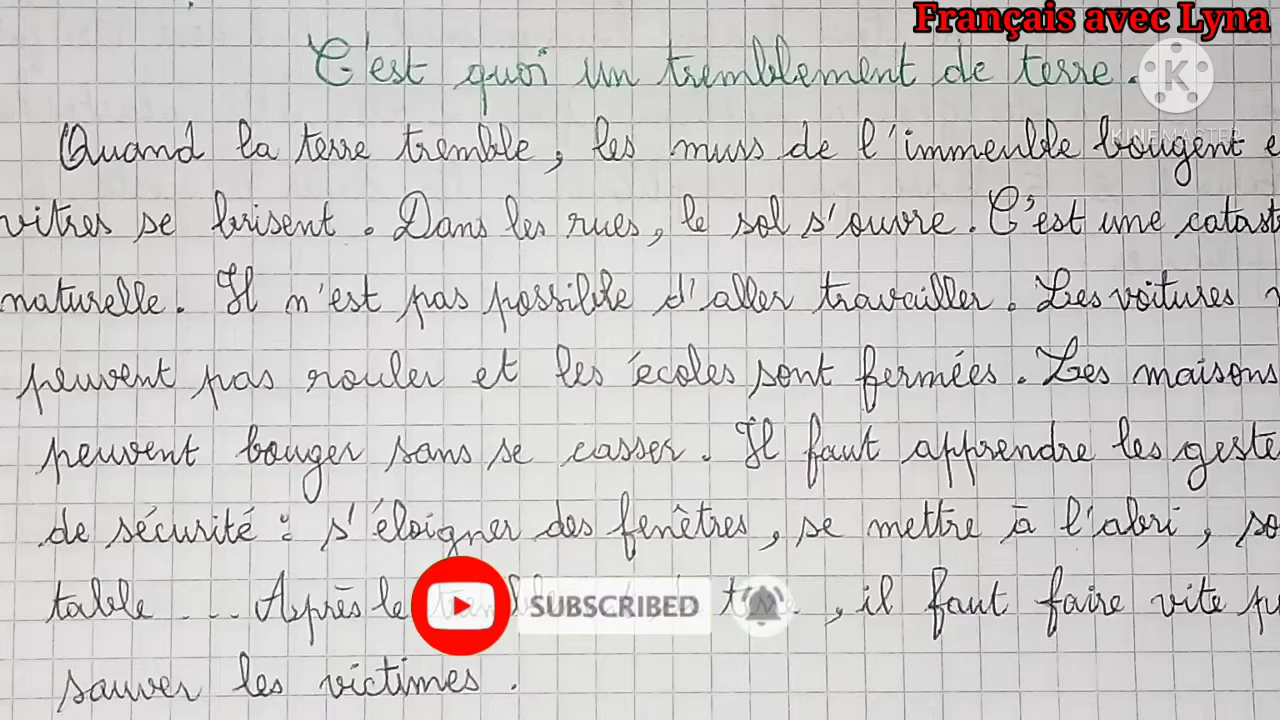 Français avec Lyna
C'est quoi un tremblement de terre.
KINEMASTER
Quand la terre tremble, les murs de l'immeuble bougent e
vitres se brisent. Dans les rues, le sol s'ouvre. C'est une catast
naturelle. Il n'est pas possible d'aller travailler. Les voitures
peuvent pas rouler et les écoles sont fermées. Les maisons
peuvent bouger sans se casser. Il faut apprendre les geste
de sécurité : s'éloigner des fenêtres, se mettre à l'abri, so
table ... Après le SUBSCRIBED , il faut faire vite p
sauver les victimes.